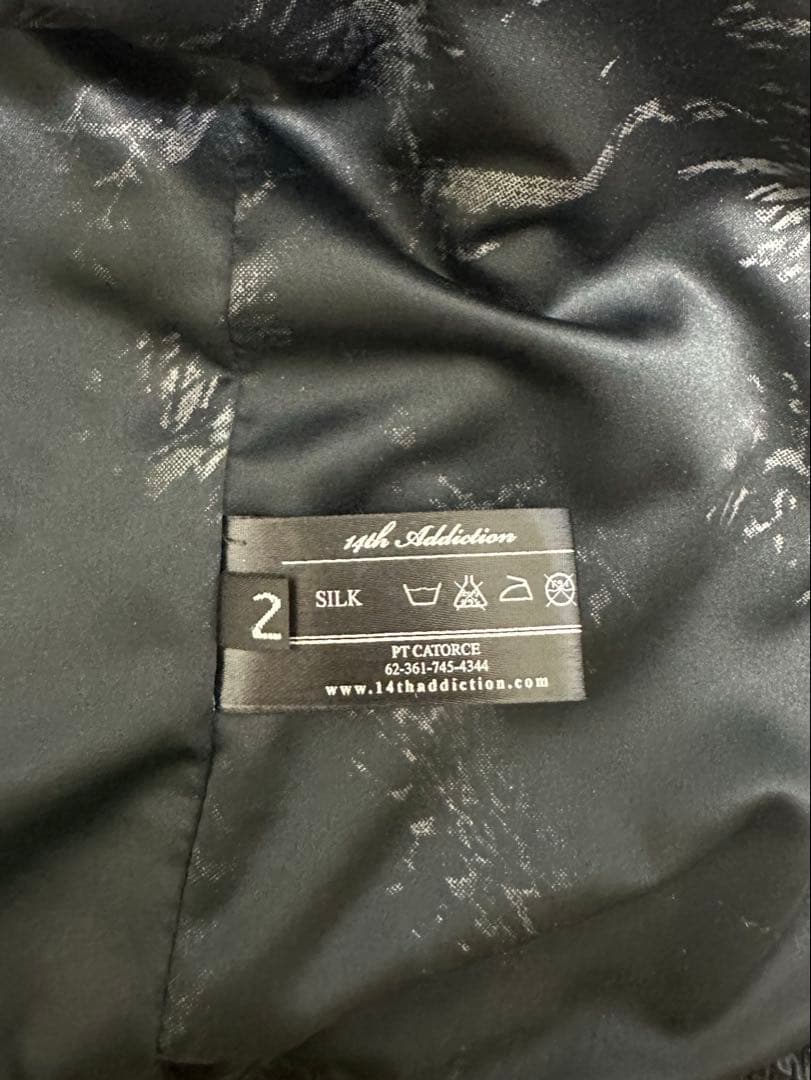 14th Addiction
2
SILK
PT CATORCE
62-361-745-4344
www.14thaddiction.com